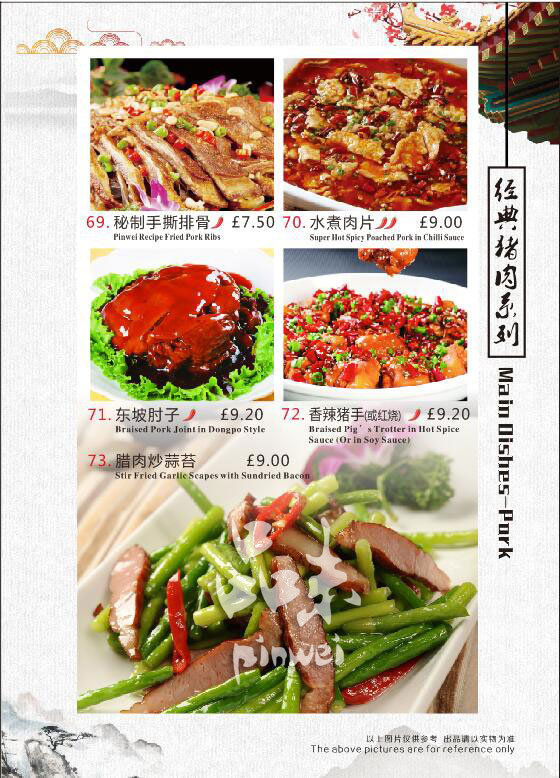 69. 秘制手撕排骨 £7.50
Pinwei Recipe Fried Pork Ribs
70. 水煮肉片 £9.00
Super Hot Spicy Poached Pork in Chilli Sauce
71. 东坡肘子 £9.20
Braised Pork Joint in Dongpo Style
72. 香辣猪手(或红烧) £9.20
Braised Pig’s Trotter in Hot Spice
Sauce (Or in Soy Sauce)
73. 腊肉炒蒜苔 £9.00
Stir Fried Garlic Scapes with Sundried Bacon
品味
pinwei
经典猪肉系列
Main Dishes-Pork
以上图片仅供参考 出品请以实物为准
The above pictures are for reference only